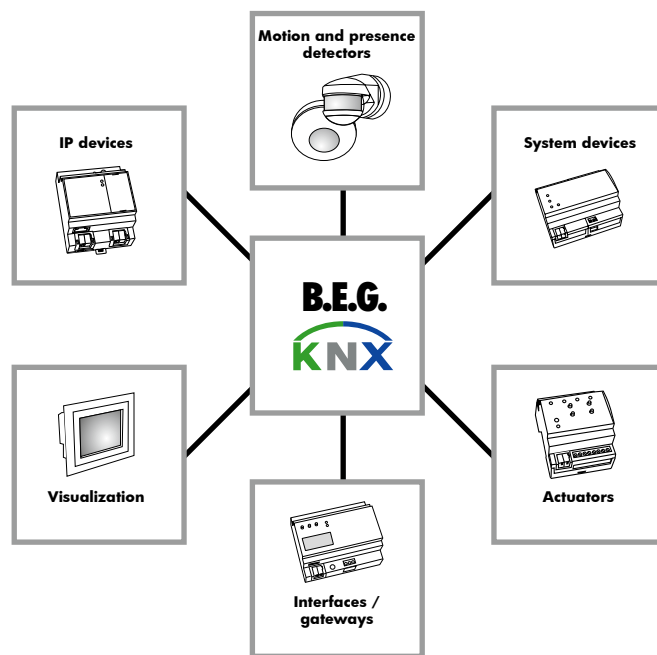 Motion and presence
detectors
IP devices
System devices
B.E.G.
KNX
Visualization
Actuators
Interfaces /
gateways